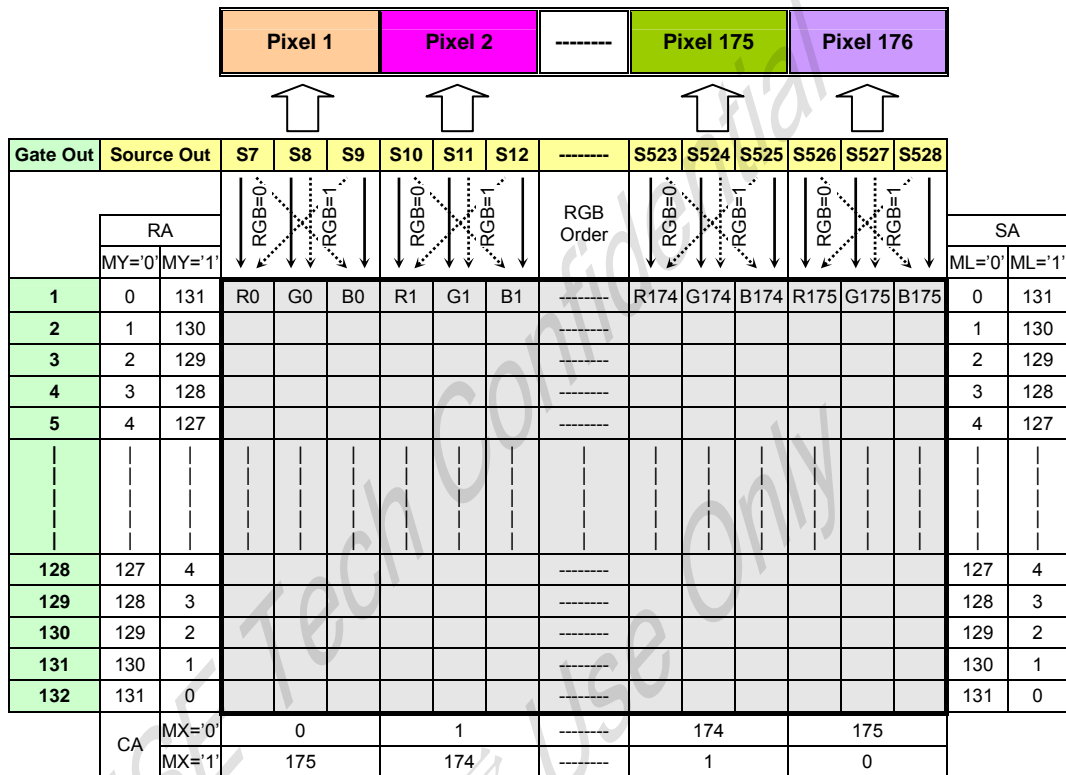 Pixel 1 Pixel 2 -------- Pixel 175 Pixel 176
Gate Out Source Out S7 S8 S9 S10 S11 S12 -------- S523 S524 S525 S526 S527 S528
RGB=0 RGB=1 RGB=0 RGB=1 RGB Order RGB=0 RGB=1 RGB=0 RGB=1
RA SA
MY='0' MY='1' ML='0' ML='1'
1 0 131 R0 G0 B0 R1 G1 B1 -------- R174 G174 B174 R175 G175 B175 0 131
2 1 130 -------- 1 130
3 2 129 -------- 2 129
4 3 128 -------- 3 128
5 4 127 -------- 4 127
128 127 4 -------- 127 4
129 128 3 -------- 128 3
130 129 2 -------- 129 2
131 130 1 -------- 130 1
132 131 0 -------- 131 0
CA MX='0' 0 1 -------- 174 175
MX='1' 175 174 -------- 1 0
Tech Confidential
Use Only